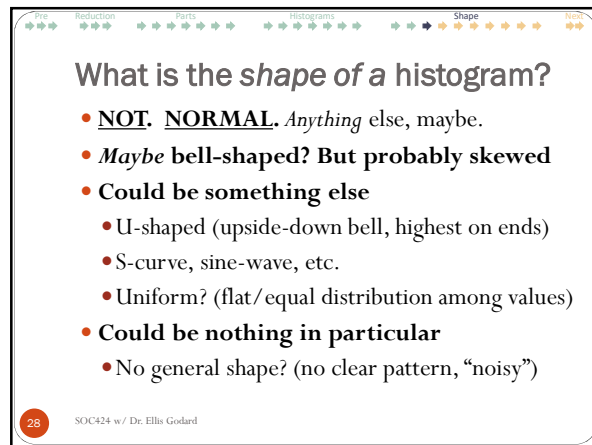 Pre Reduction Parts Histograms Shape Next
What is the shape of a histogram?
• NOT. NORMAL. Anything else, maybe.
• Maybe bell-shaped? But probably skewed
• Could be something else
• U-shaped (upside-down bell, highest on ends)
• S-curve, sine-wave, etc.
• Uniform? (flat/equal distribution among values)
• Could be nothing in particular
• No general shape? (no clear pattern, “noisy”)
28 SOC424 w/ Dr. Ellis Godard